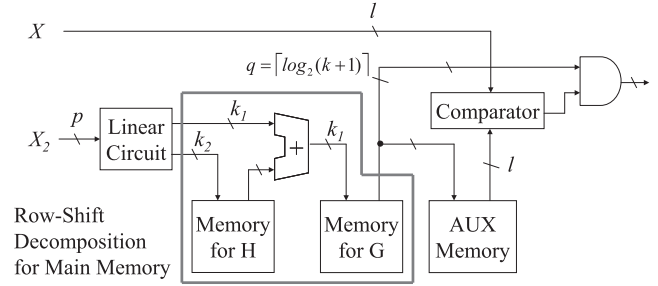 X
l
q = ⌈log₂(k+1)⌉
Comparator
p
X₂
Linear
Circuit
k₁
k₂
+
k₁
l
Row-Shift
Decomposition
for Main Memory
Memory
for H
Memory
for G
AUX
Memory